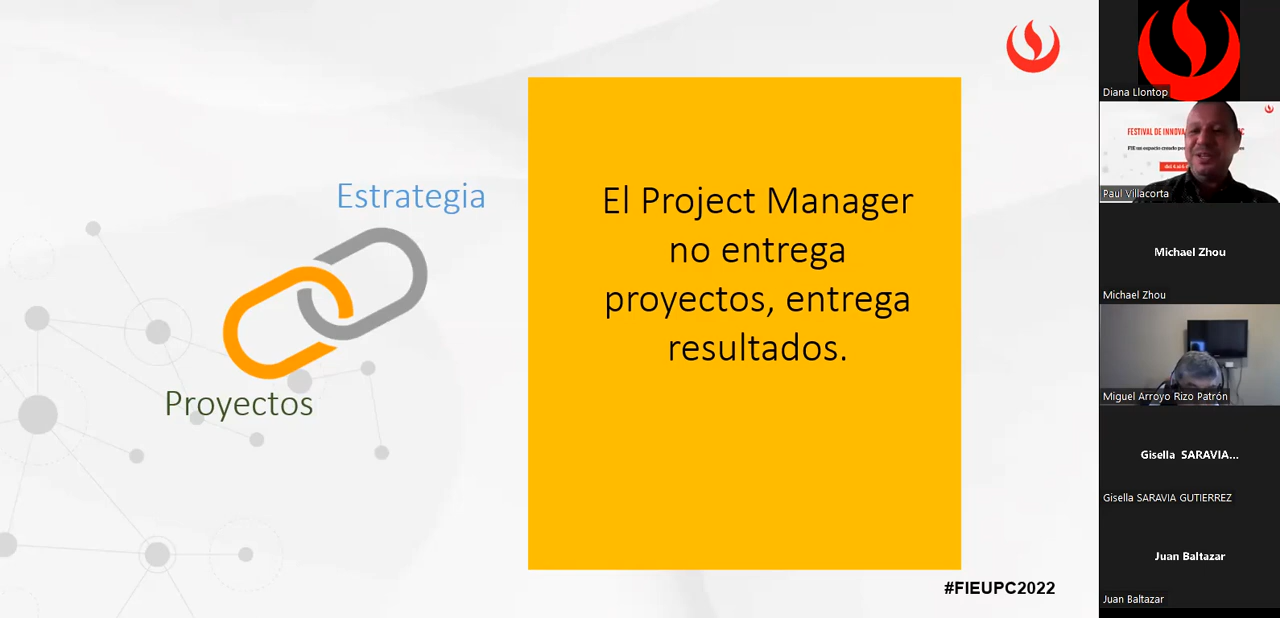 Estrategia
Proyectos
El Project Manager
no entrega
proyectos, entrega
resultados.
#FIEUPC2022
Diana Llontop
FESTIVAL DE INNOVA
Paul Villacorta
Michael Zhou
Michael Zhou
Miguel Arroyo Rizo Patrón
Gisella SARAVIA...
Gisella SARAVIA GUTIERREZ
Juan Baltazar
Juan Baltazar